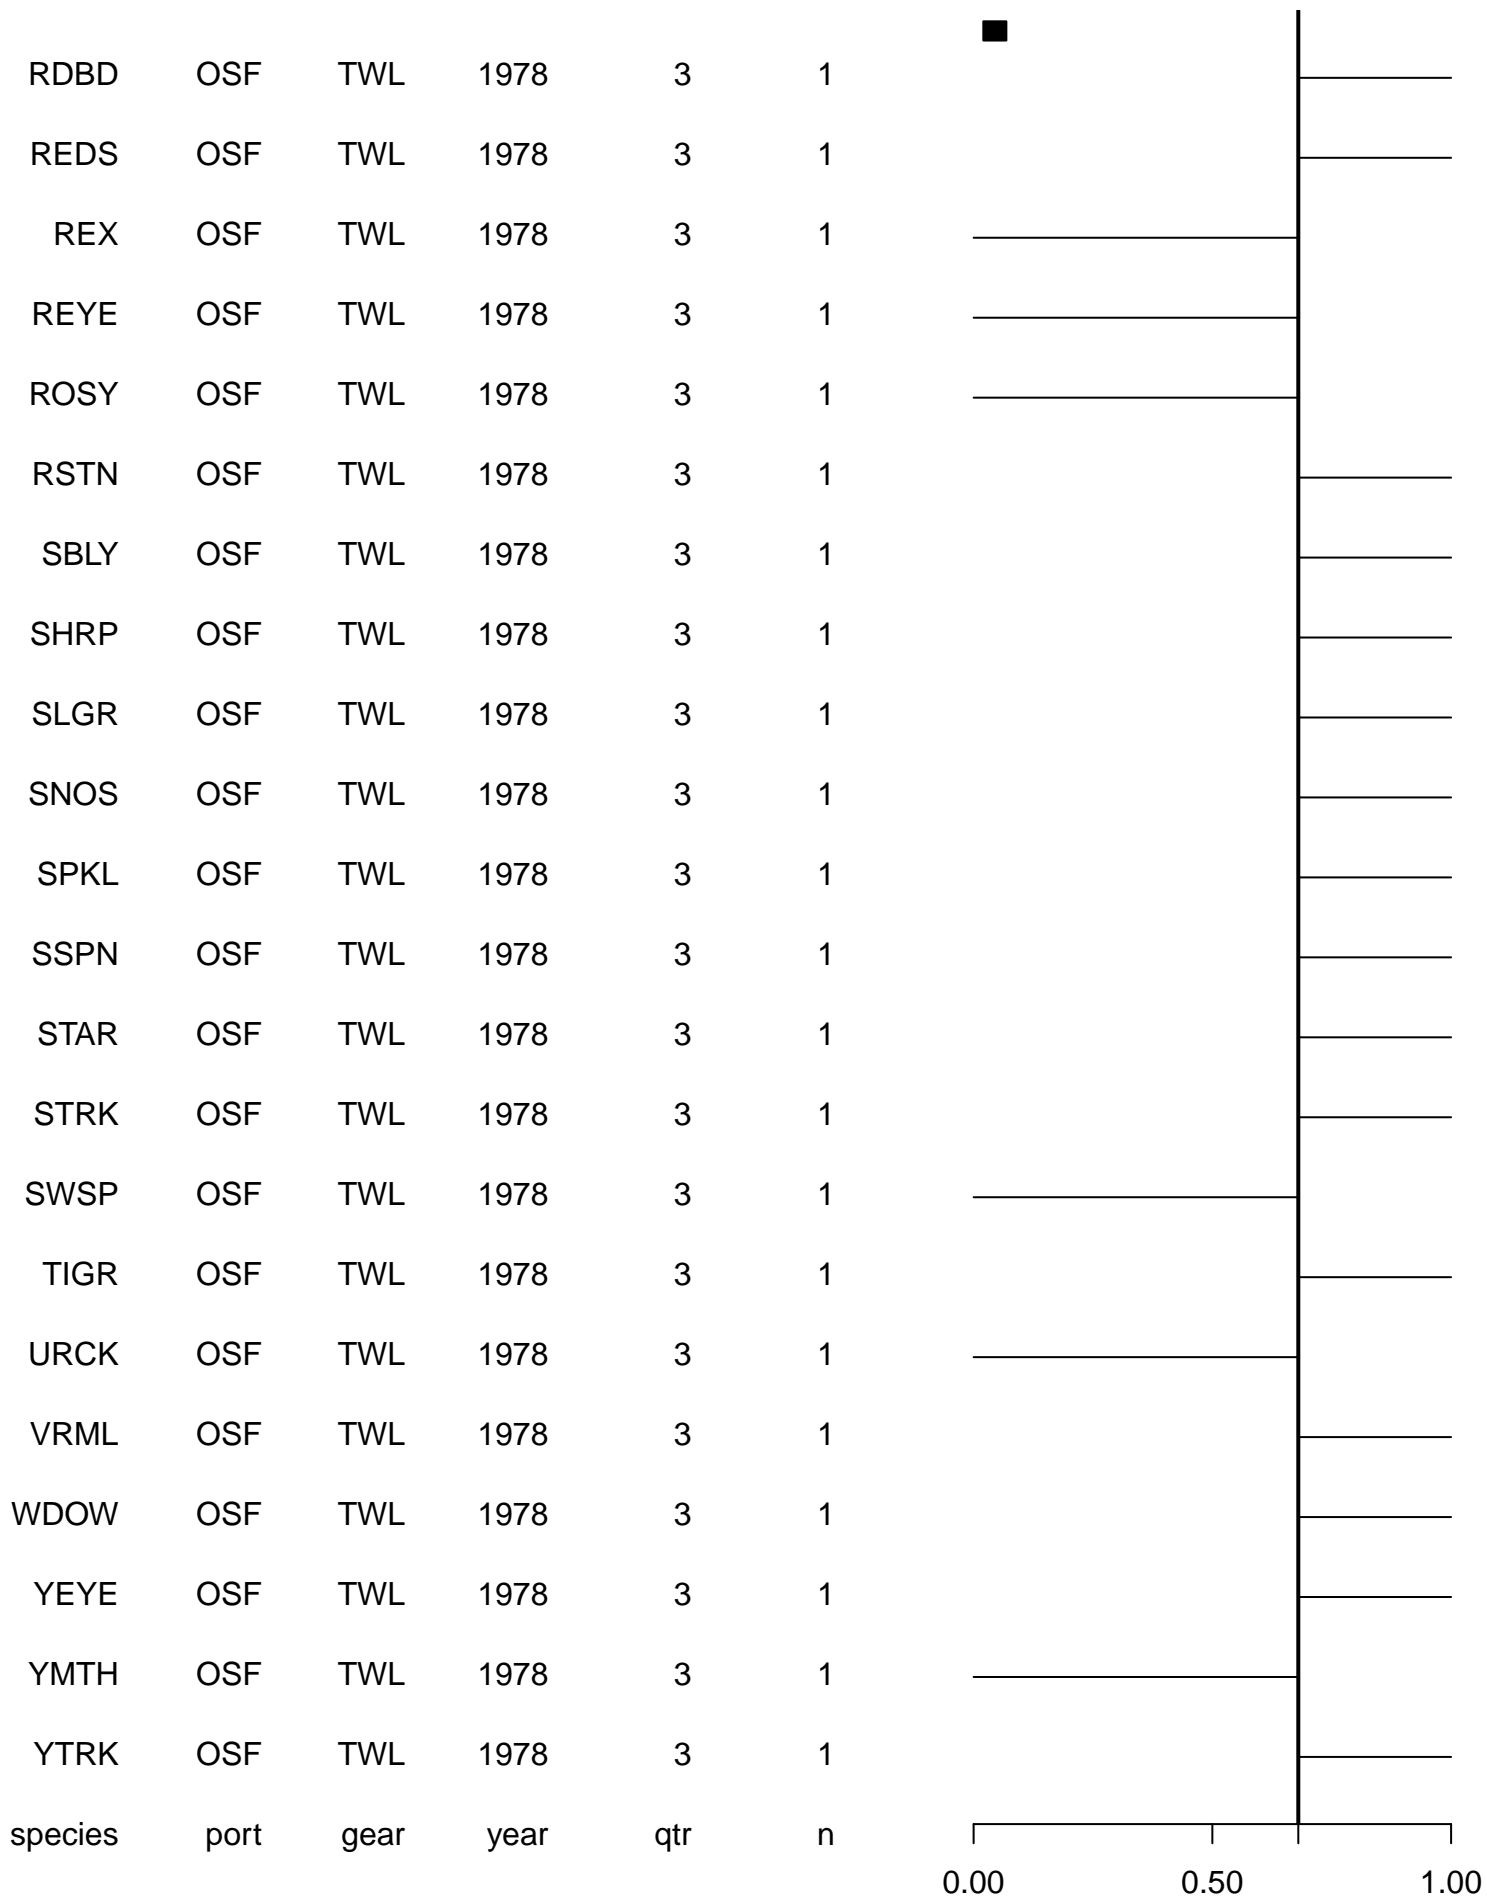 RDBD OSF TWL 1978 3 1
REDS OSF TWL 1978 3 1
REX OSF TWL 1978 3 1
REYE OSF TWL 1978 3 1
ROSY OSF TWL 1978 3 1
RSTN OSF TWL 1978 3 1
SBLY OSF TWL 1978 3 1
SHRP OSF TWL 1978 3 1
SLGR OSF TWL 1978 3 1
SNOS OSF TWL 1978 3 1
SPKL OSF TWL 1978 3 1
SSPN OSF TWL 1978 3 1
STAR OSF TWL 1978 3 1
STRK OSF TWL 1978 3 1
SWSP OSF TWL 1978 3 1
TIGR OSF TWL 1978 3 1
URCK OSF TWL 1978 3 1
VRML OSF TWL 1978 3 1
WDOW OSF TWL 1978 3 1
YEYE OSF TWL 1978 3 1
YMTH OSF TWL 1978 3 1
YTRK OSF TWL 1978 3 1
species port gear year qtr n
0.00 0.50 1.00